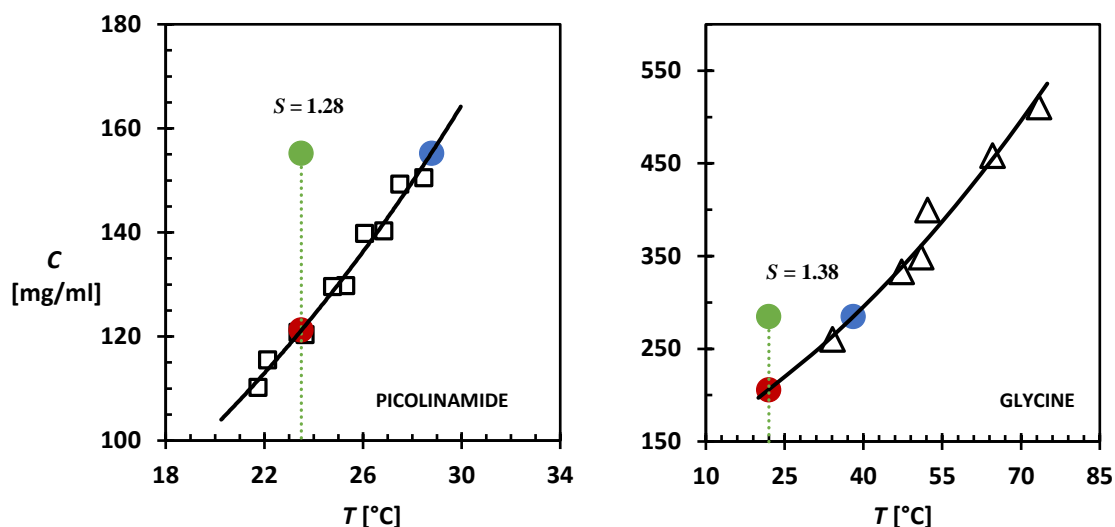 180
160
140
120
100
C
[mg/ml]
S = 1.28
PICOLINAMIDE
18 22 26 30 34
T [°C]
550
450
350
250
150
S = 1.38
GLYCINE
10 25 40 55 70 85
T [°C]